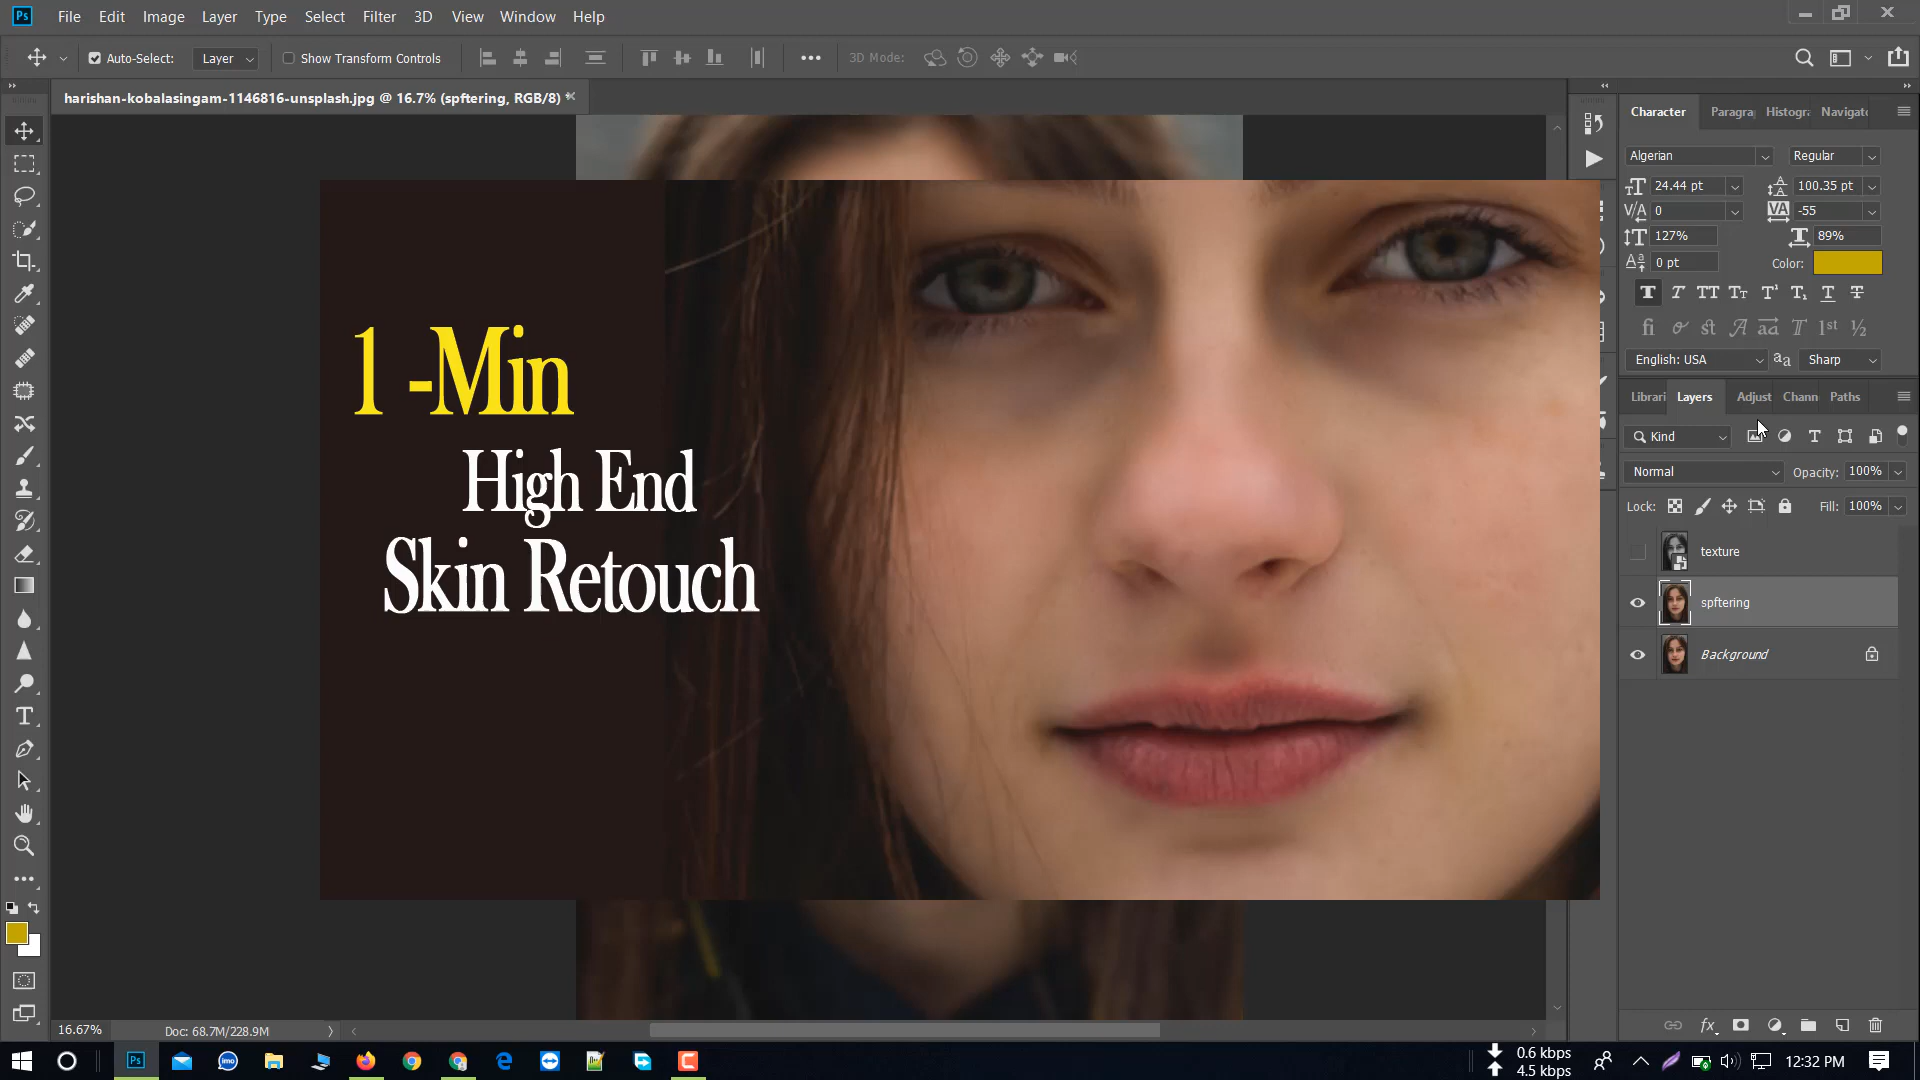 Ps File Edit Image Layer Type Select Filter 3D View Window Help
Auto-Select: Layer Show Transform Controls 3D Mode:
harishan-kobalasingam-1146816-unsplash.jpg @ 16.7% (spftering, RGB/8) *
Character Paragra Histogra Navigato
Algerian Regular
24.44 pt 100.35 pt
0 -55
127% 89%
0 pt Color:
English: USA Sharp
Librari Layers Adjust Chann Paths
Kind
Normal Opacity: 100%
Lock: Fill: 100%
texture
spftering
Background
1 -Min
High End
Skin Retouch
16.67% Doc: 68.7M/228.9M
Ps imo 0.6 kbps
4.5 kbps
12:32 PM